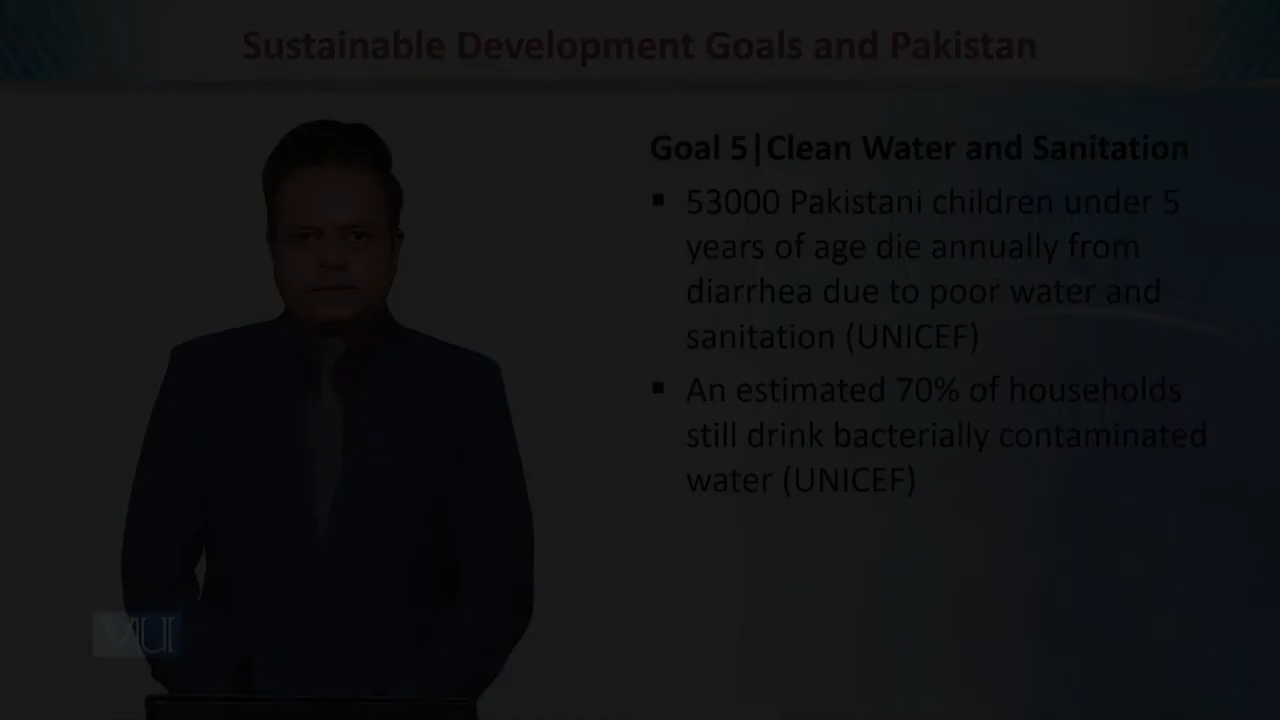 Sustainable Development Goals and Pakistan
Goal 5|Clean Water and Sanitation
▪ 53000 Pakistani children under 5
years of age die annually from
diarrhea due to poor water and
sanitation (UNICEF)
▪ An estimated 70% of households
still drink bacterially contaminated
water (UNICEF)
VU